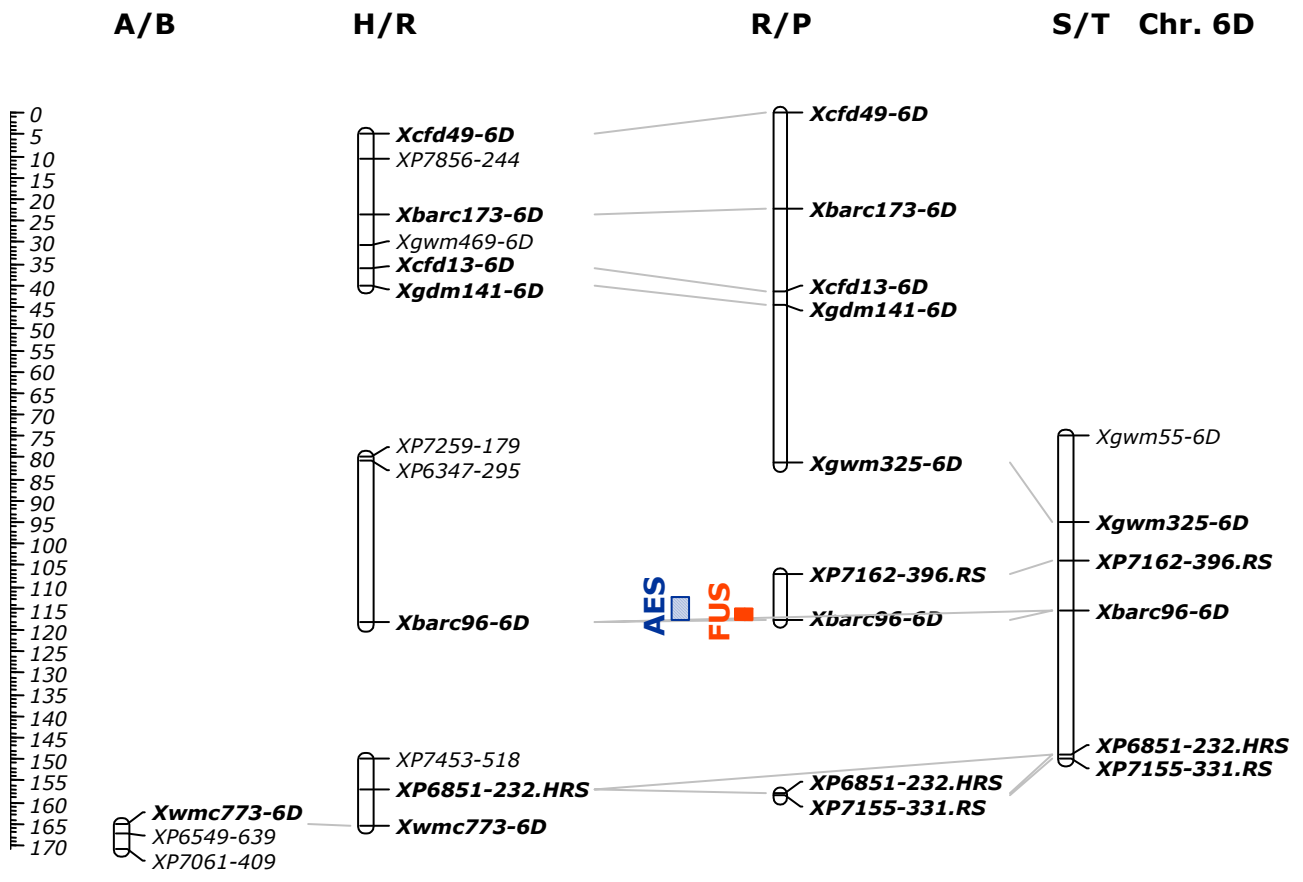 A/B
H/R
R/P
S/T Chr. 6D
0
5
10
15
20
25
30
35
40
45
50
55
60
65
70
75
80
85
90
95
100
105
110
115
120
125
130
135
140
145
150
155
160
165
170
Xwmc773-6D
XP6549-639
XP7061-409
Xcfd49-6D
XP7856-244
Xbarc173-6D
Xgwm469-6D
Xcfd13-6D
Xgdm141-6D
XP7259-179
XP6347-295
Xbarc96-6D
XP7453-518
XP6851-232.HRS
Xwmc773-6D
AES
FUS
Xcfd49-6D
Xbarc173-6D
Xcfd13-6D
Xgdm141-6D
Xgwm325-6D
XP7162-396.RS
Xbarc96-6D
XP6851-232.HRS
XP7155-331.RS
Xgwm55-6D
Xgwm325-6D
XP7162-396.RS
Xbarc96-6D
XP6851-232.HRS
XP7155-331.RS